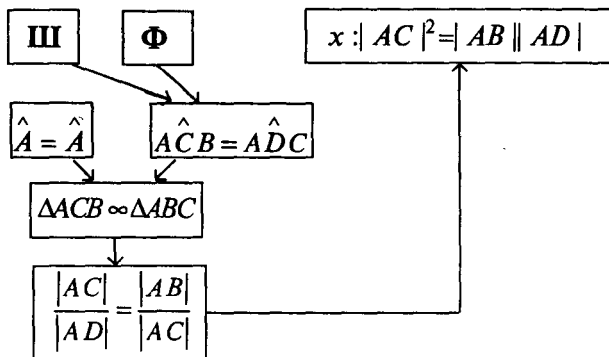 Ш
Ф
x :| AC |²=| AB || AD |
Â = Â
AĈB = AD̂C
ΔACB ∞ ΔABC
|AC| / |AD| = |AB| / |AC|